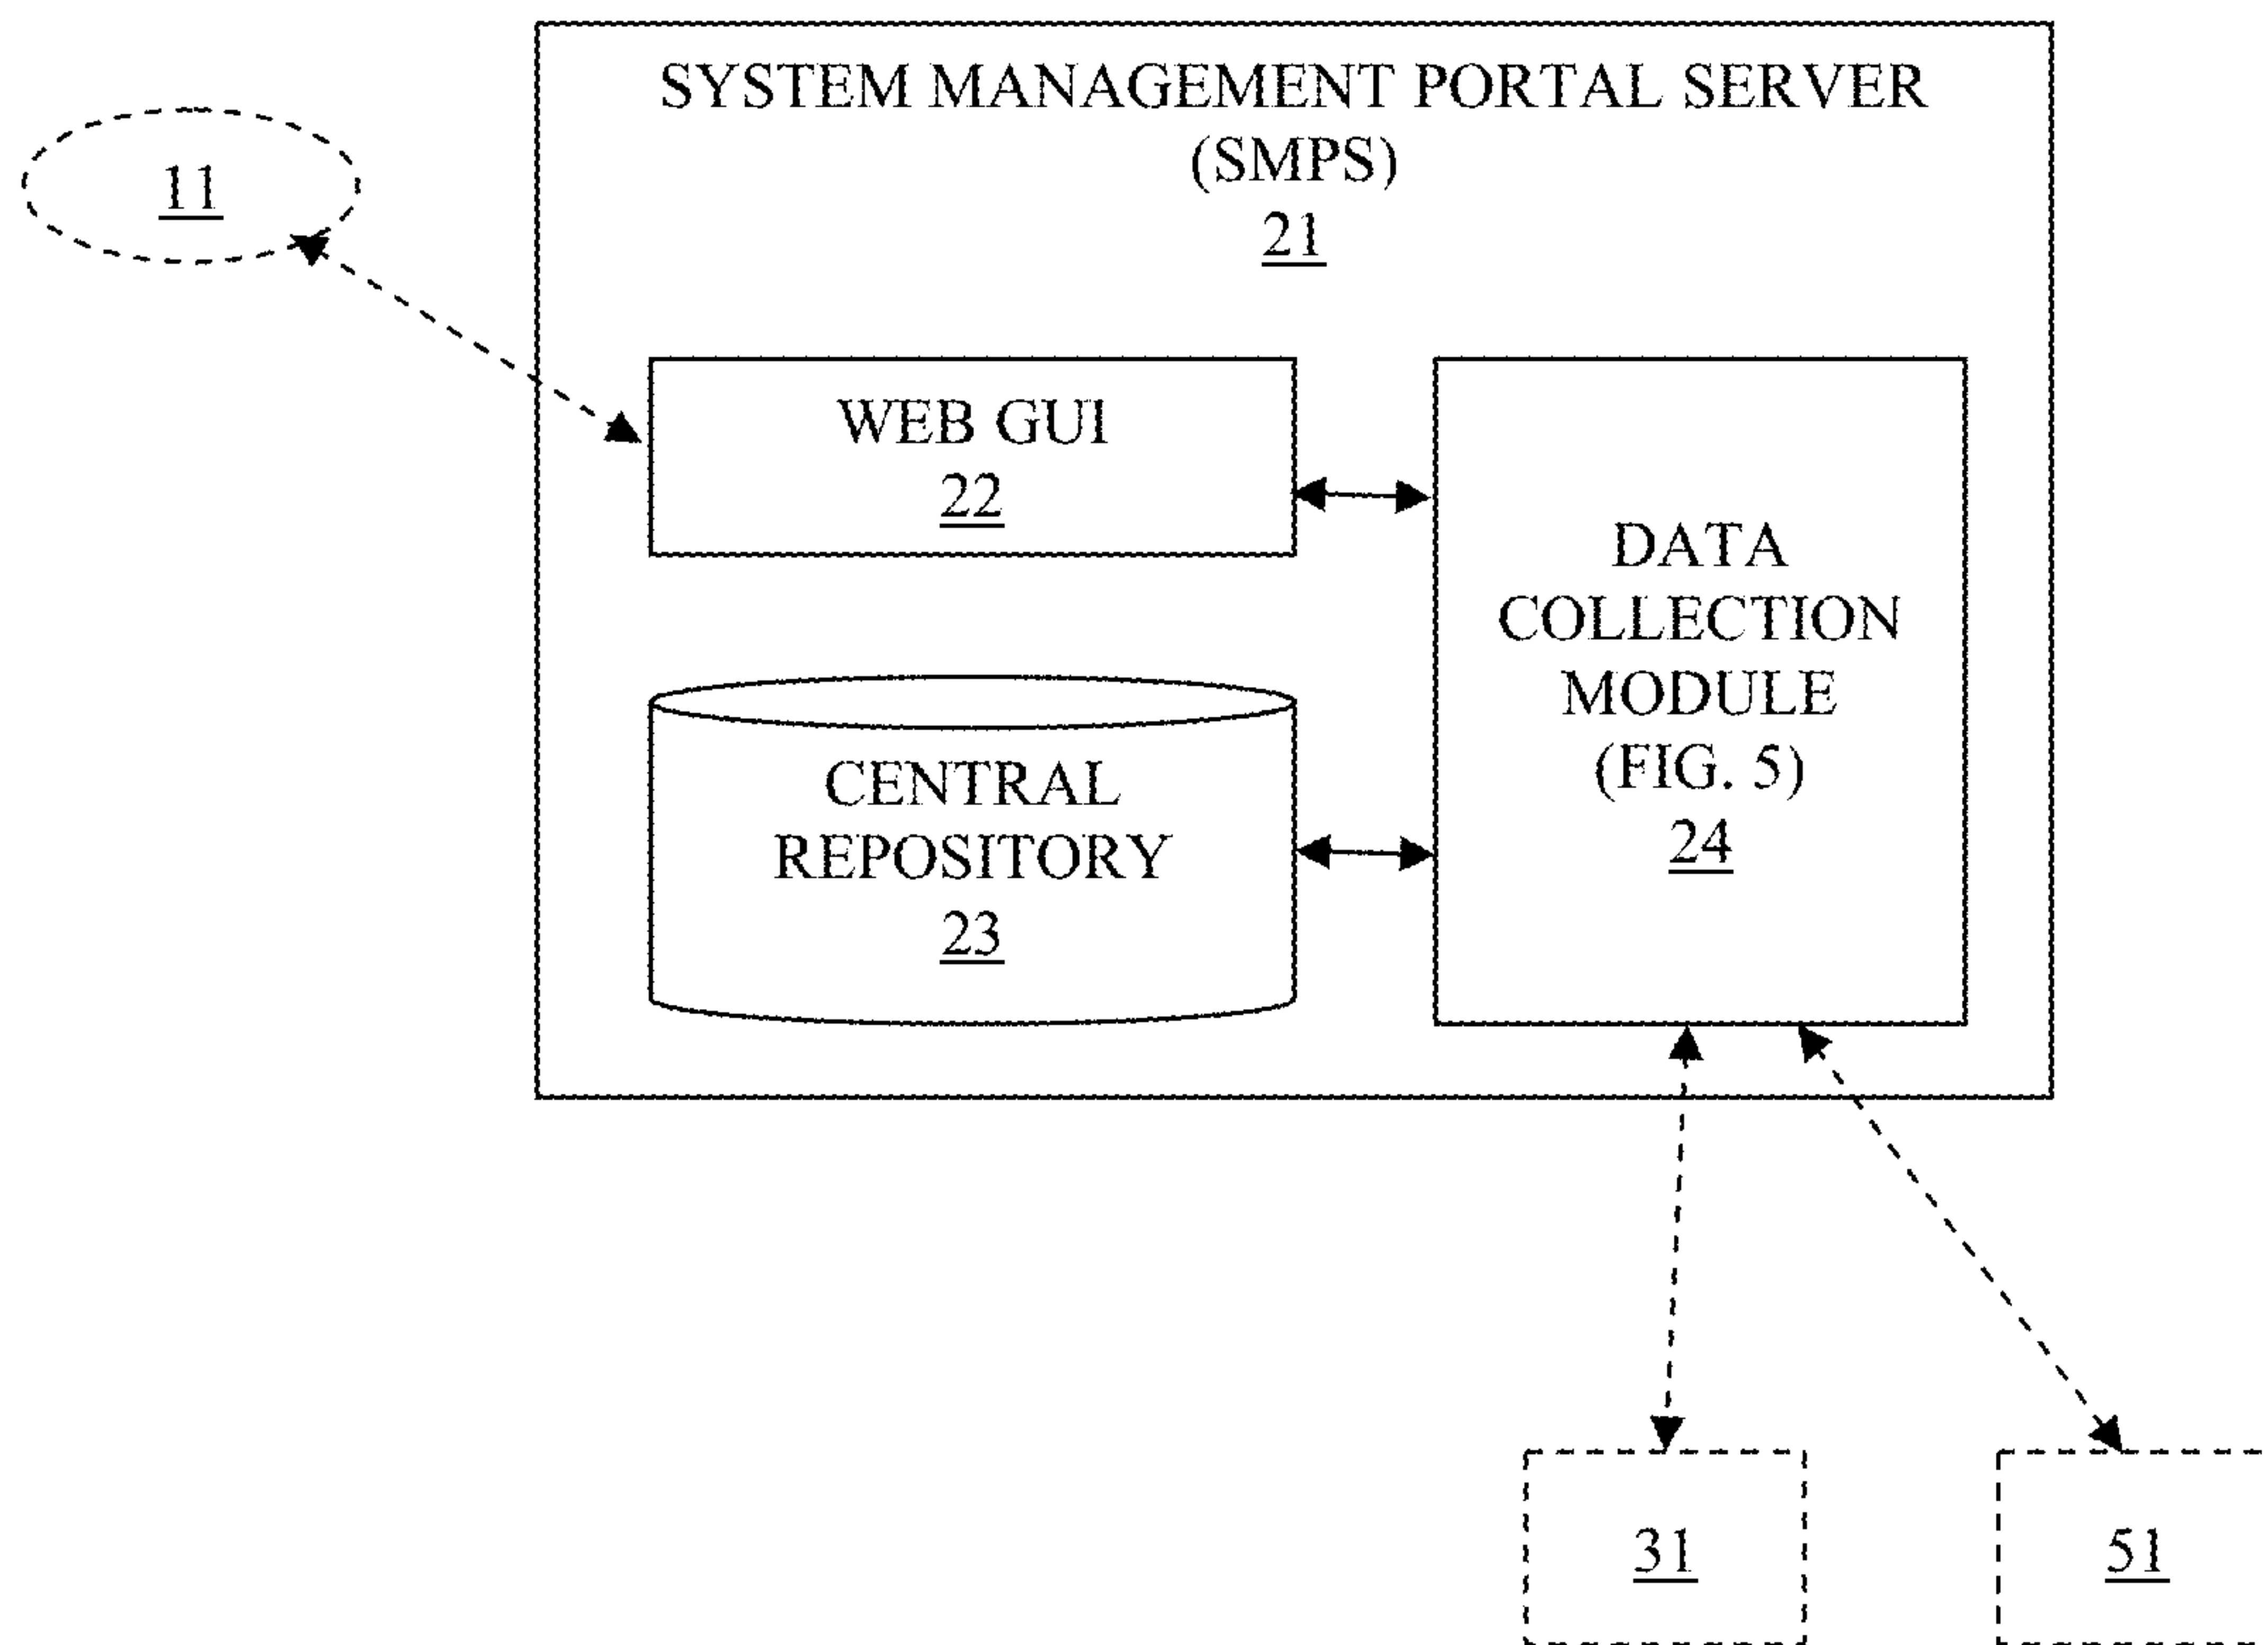 SYSTEM MANAGEMENT PORTAL SERVER
(SMPS)
21
11
WEB GUI
22
DATA
COLLECTION
MODULE
(FIG. 5)
24
CENTRAL
REPOSITORY
23
31
51